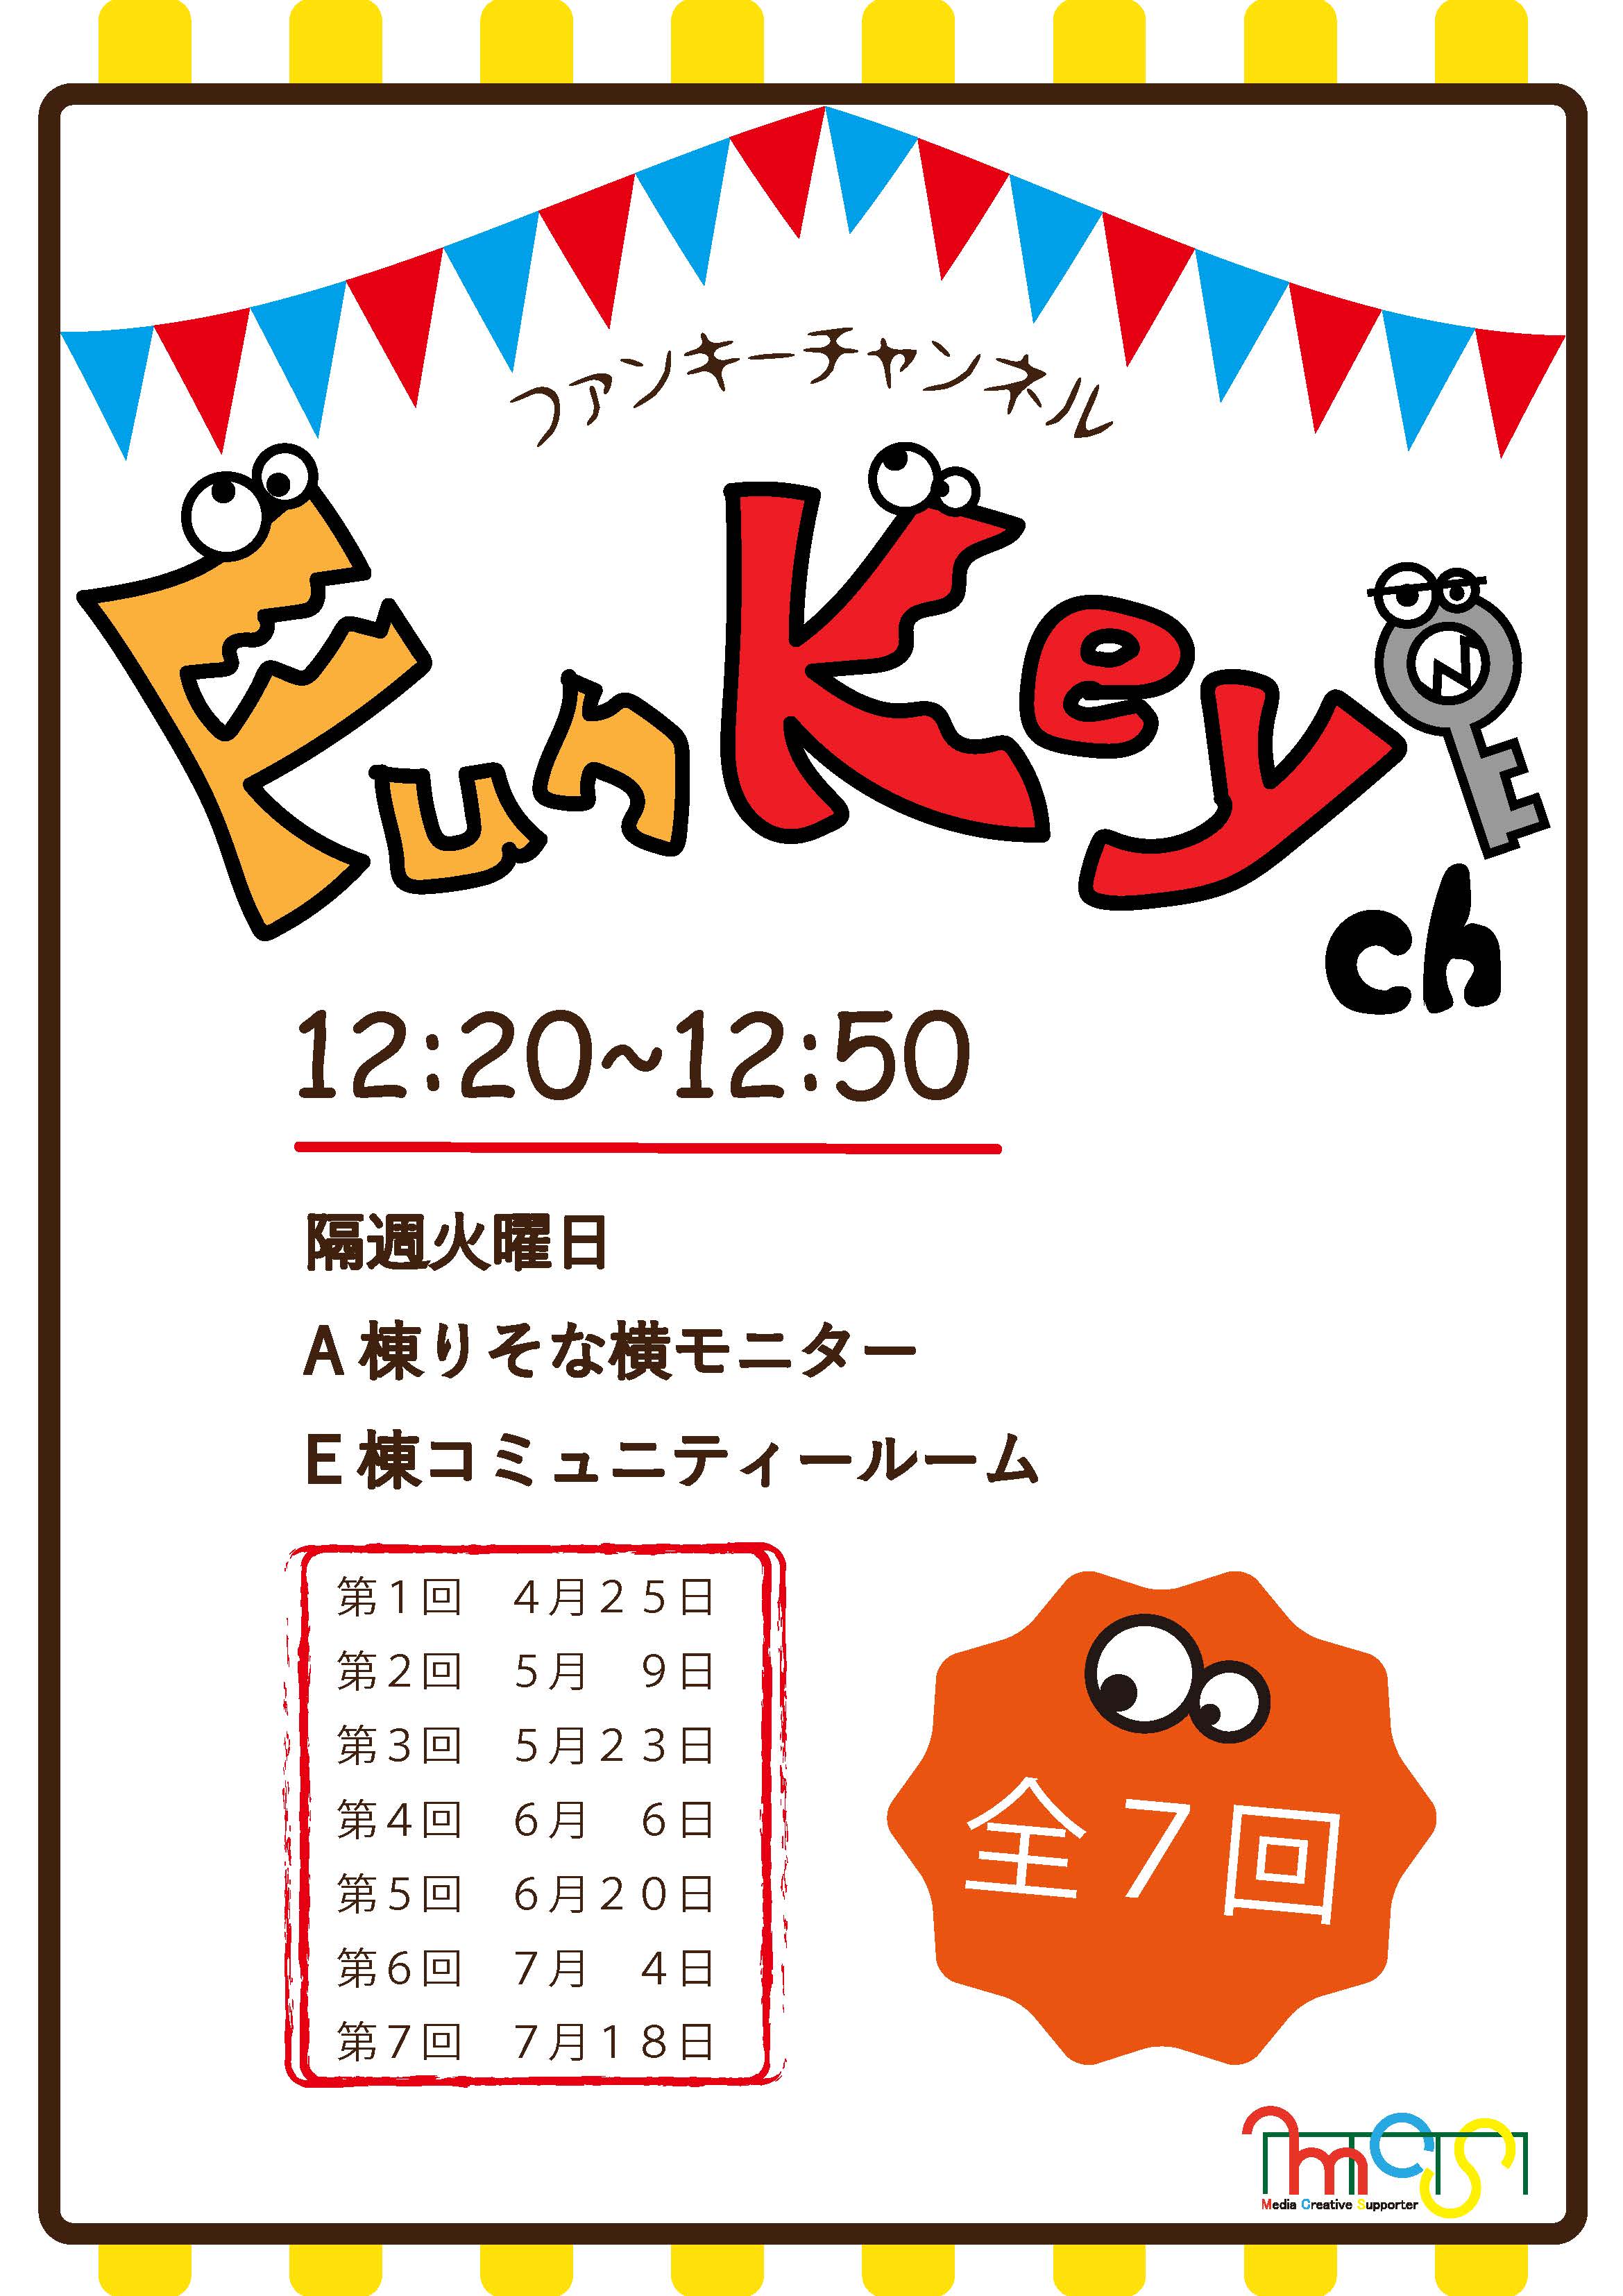 ファンキーチャンネル
FunKey
N
ch
12:20~12:50
隔週火曜日
A棟りそな横モニター
E棟コミュニティールーム
第1回 4月25日
第2回 5月 9日
第3回 5月23日
第4回 6月 6日
第5回 6月20日
第6回 7月 4日
第7回 7月18日
全7回
mcs
Media Creative Supporter